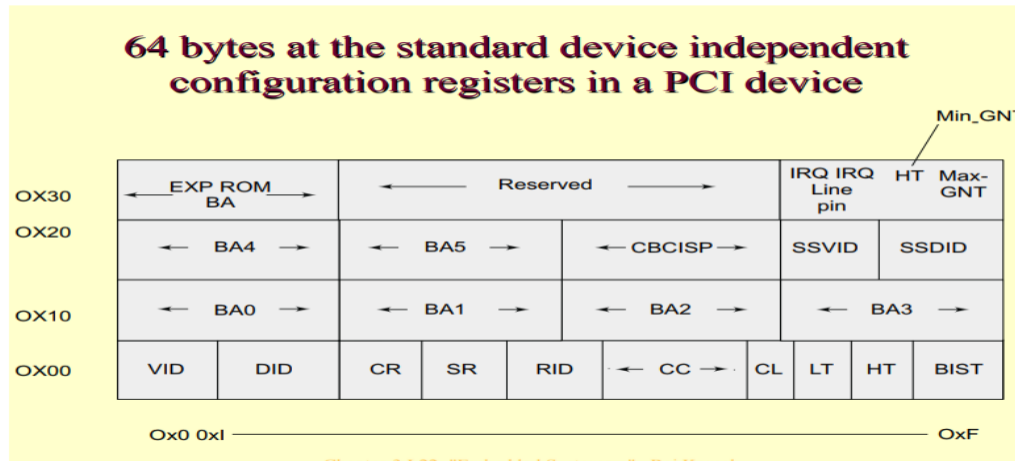 64 bytes at the standard device independent
configuration registers in a PCI device
Min_GNT
OX30
EXP ROM
BA
Reserved
IRQ IRQ
Line
pin
HT
Max-
GNT
OX20
BA4
BA5
CBCISP
SSVID
SSDID
OX10
BA0
BA1
BA2
BA3
OX00
VID
DID
CR
SR
RID
CC
CL
LT
HT
BIST
Ox0 0xI
OxF